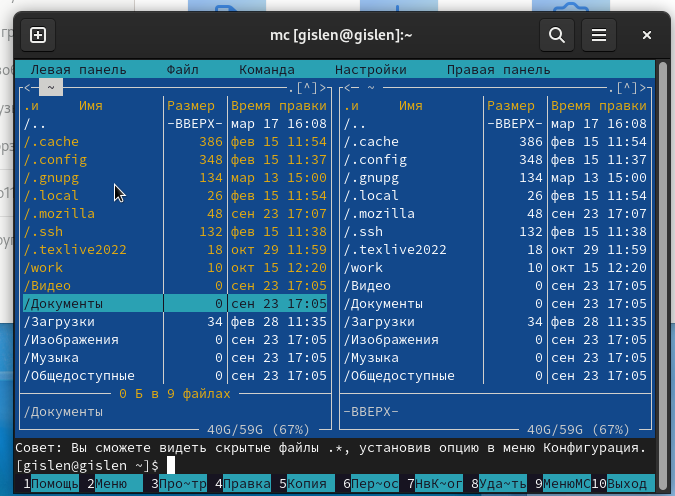 mc [gislen@gislen]:~
Левая панель Файл Команда Настройки Правая панель
<─ ~ .[^]> <─ ~ .[^]>
.и Имя Размер Время правки .и Имя Размер Время правки
/.. -ВВЕРХ- мар 17 16:08 /.. -ВВЕРХ- мар 17 16:08
/.cache 386 фев 15 11:54 /.cache 386 фев 15 11:54
/.config 348 фев 15 11:37 /.config 348 фев 15 11:37
/.gnupg 134 мар 13 15:00 /.gnupg 134 мар 13 15:00
/.local 26 фев 15 11:54 /.local 26 фев 15 11:54
/.mozilla 48 сен 23 17:07 /.mozilla 48 сен 23 17:07
/.ssh 132 фев 15 11:38 /.ssh 132 фев 15 11:38
/.texlive2022 18 окт 29 11:59 /.texlive2022 18 окт 29 11:59
/work 10 окт 15 12:20 /work 10 окт 15 12:20
/Видео 0 сен 23 17:05 /Видео 0 сен 23 17:05
/Документы 0 сен 23 17:05 /Документы 0 сен 23 17:05
/Загрузки 34 фев 28 11:35 /Загрузки 34 фев 28 11:35
/Изображения 0 сен 23 17:05 /Изображения 0 сен 23 17:05
/Музыка 0 сен 23 17:05 /Музыка 0 сен 23 17:05
/Общедоступные 0 сен 23 17:05 /Общедоступные 0 сен 23 17:05
0 Б в 9 файлах
/Документы -ВВЕРХ-
40G/59G (67%) 40G/59G (67%)
Совет: Вы сможете видеть скрытые файлы .*, установив опцию в меню Конфигурация.
[gislen@gislen ~]$
1Помощь 2Меню 3Про~тр 4Правка 5Копия 6Пер~ос 7НвК~ог 8Уда~ть 9МенюMC 10Выход